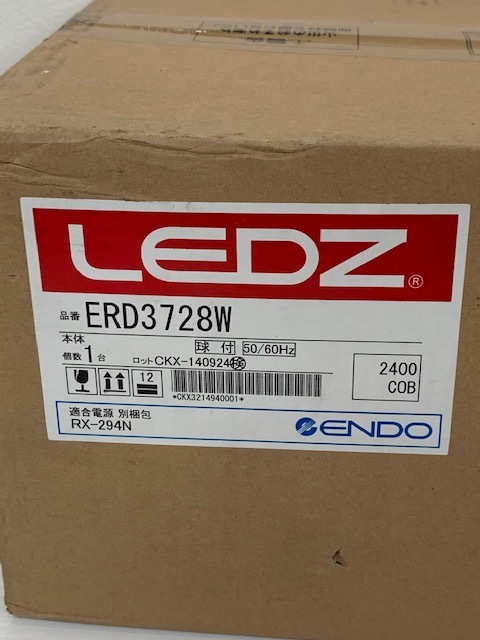 LEDZ®
品番 ERD3728W
本体
個数 1 台 ロット CKX-140924 球付 50/60Hz
12
*CKX3214940001*
2400
COB
適合電源 別梱包
RX-294N
ENDO